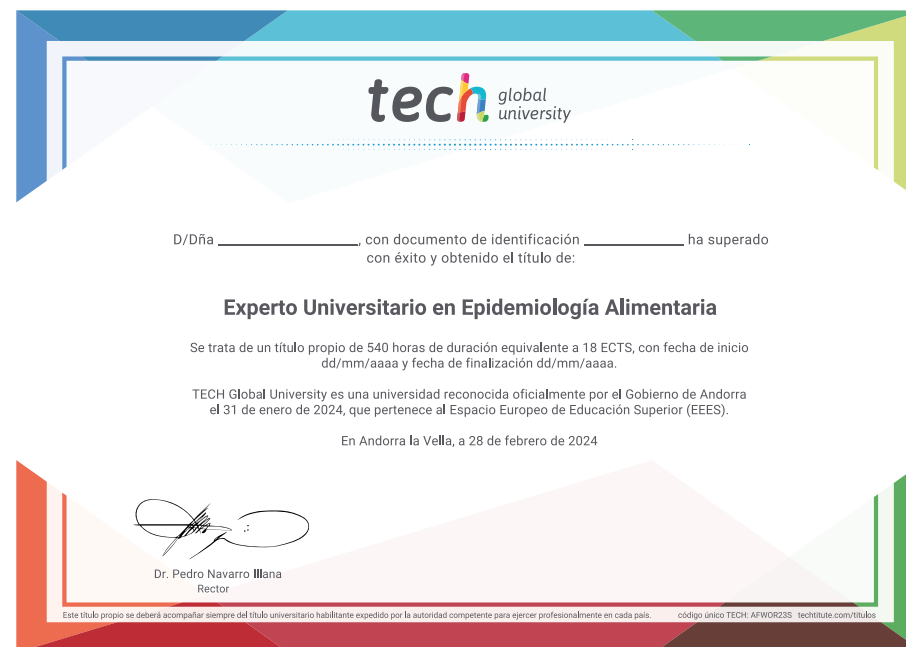 tech global university
D/Dña ____________________, con documento de identificación ______________ ha superado
con éxito y obtenido el título de:
Experto Universitario en Epidemiología Alimentaria
Se trata de un título propio de 540 horas de duración equivalente a 18 ECTS, con fecha de inicio
dd/mm/aaaa y fecha de finalización dd/mm/aaaa.
TECH Global University es una universidad reconocida oficialmente por el Gobierno de Andorra
el 31 de enero de 2024, que pertenece al Espacio Europeo de Educación Superior (EEES).
En Andorra la Vella, a 28 de febrero de 2024
Dr. Pedro Navarro Illana
Rector
Este título propio se deberá acompañar siempre del título universitario habilitante expedido por la autoridad competente para ejercer profesionalmente en cada país. código único TECH: AFWOR23S techtitute.com/titulos